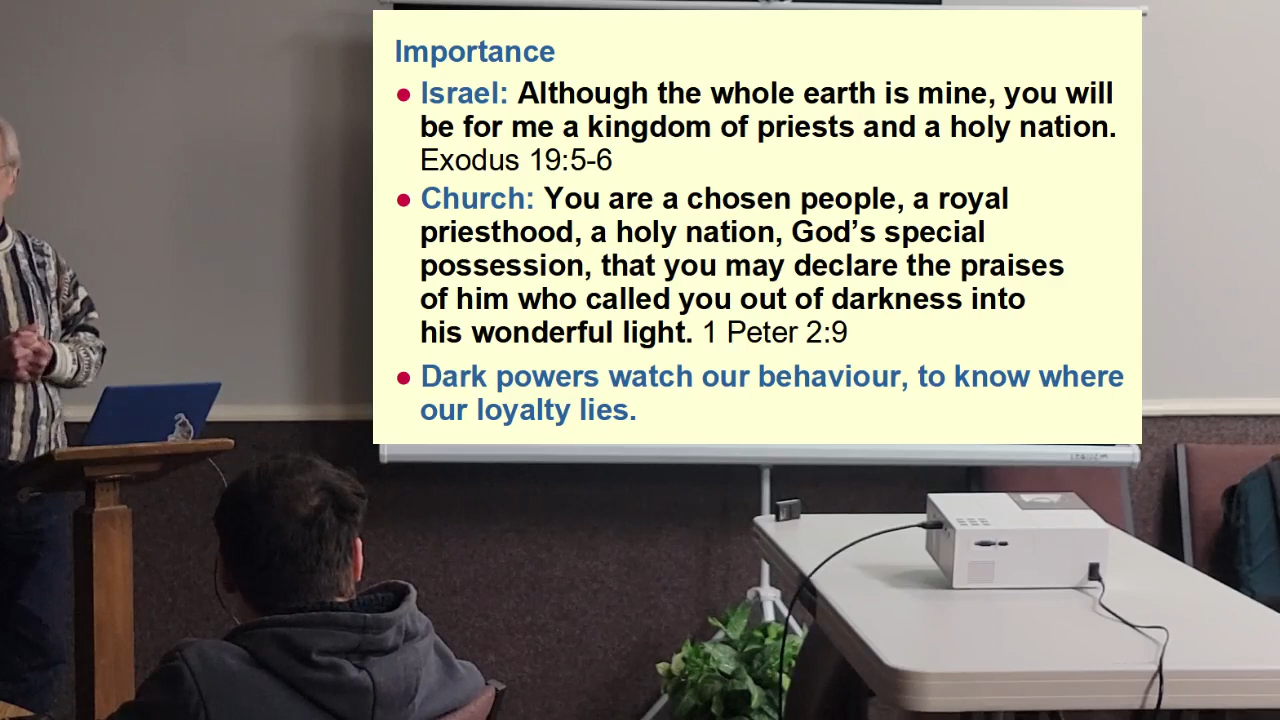 Importance
● Israel: Although the whole earth is mine, you will
be for me a kingdom of priests and a holy nation.
Exodus 19:5-6
● Church: You are a chosen people, a royal
priesthood, a holy nation, God’s special
possession, that you may declare the praises
of him who called you out of darkness into
his wonderful light. 1 Peter 2:9
● Dark powers watch our behaviour, to know where
our loyalty lies.